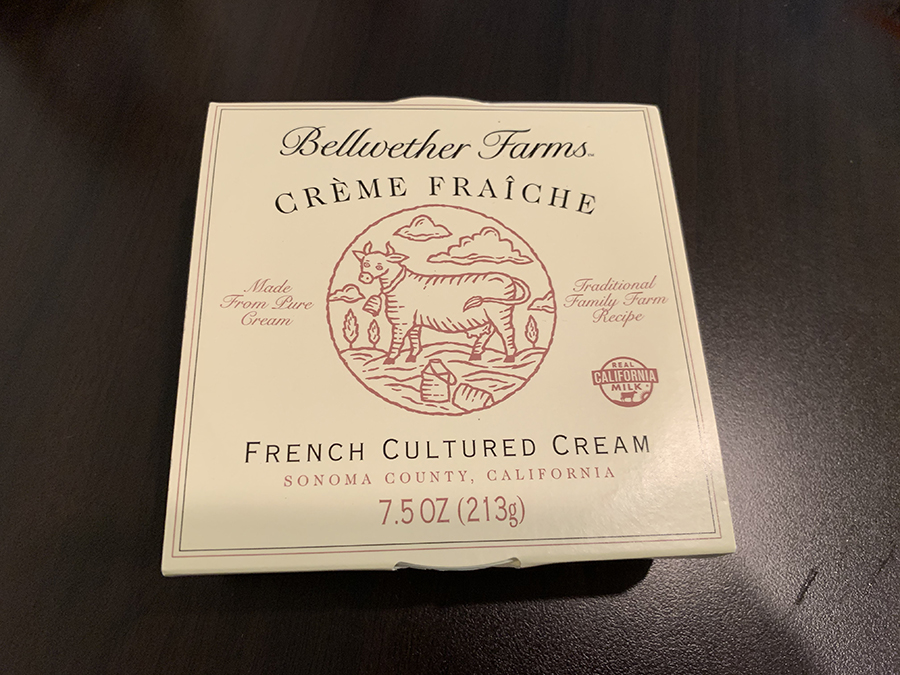 Bellwether Farms™
CRÈME FRAÎCHE
Made
From Pure
Cream
Traditional
Family Farm
Recipe
REAL
CALIFORNIA
MILK
FRENCH CULTURED CREAM
SONOMA COUNTY, CALIFORNIA
7.5 OZ (213g)